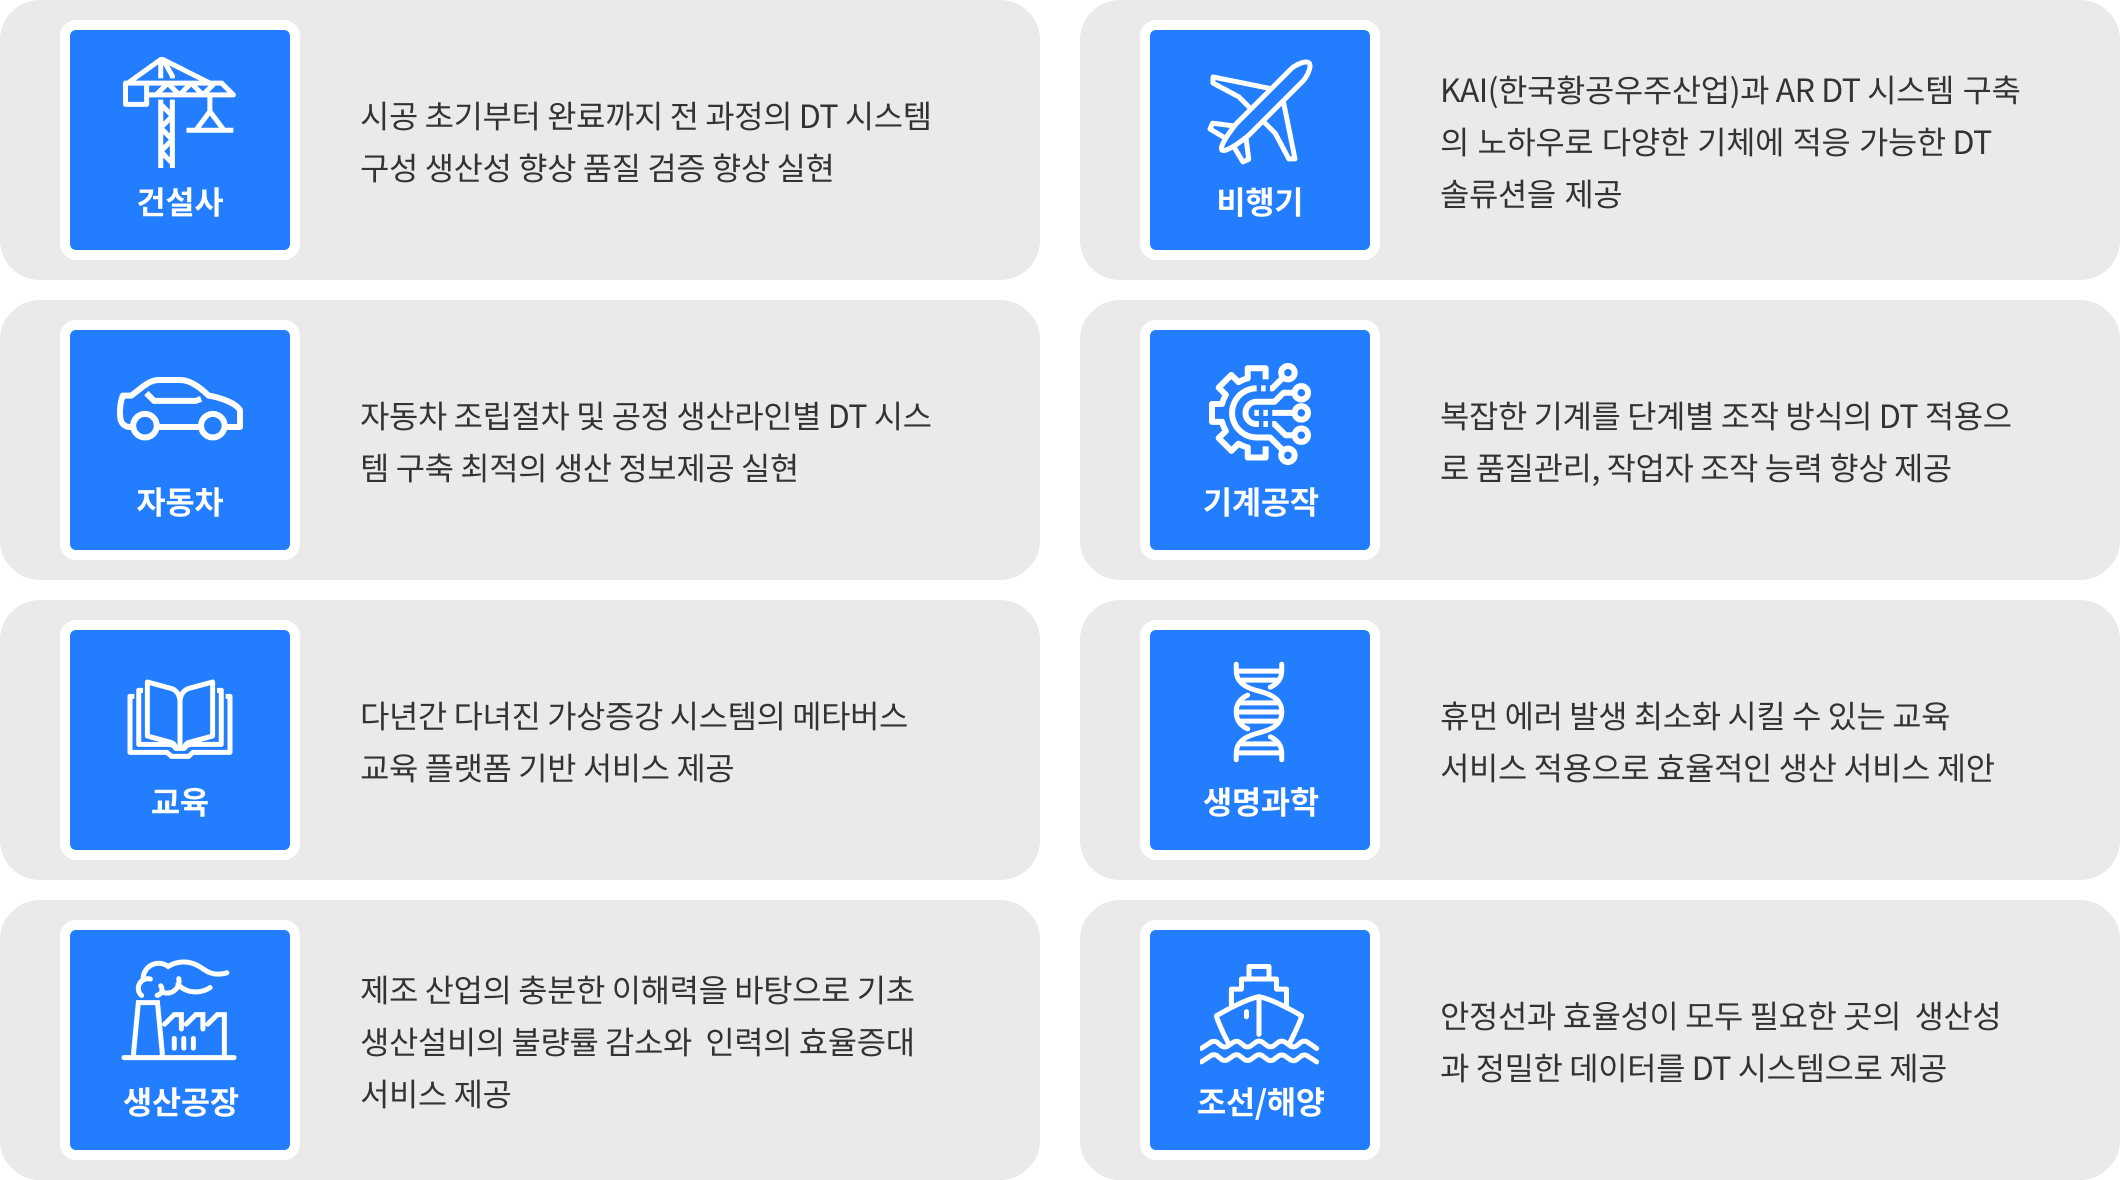 건설사
시공 초기부터 완료까지 전 과정의 DT 시스템
구성 생산성 향상 품질 검증 향상 실현
비행기
KAI(한국황공우주산업)과 AR DT 시스템 구축
의 노하우로 다양한 기체에 적응 가능한 DT
솔류션을 제공
자동차
자동차 조립절차 및 공정 생산라인별 DT 시스
템 구축 최적의 생산 정보제공 실현
기계공작
복잡한 기계를 단계별 조작 방식의 DT 적용으
로 품질관리, 작업자 조작 능력 향상 제공
교육
다년간 다녀진 가상증강 시스템의 메타버스
교육 플랫폼 기반 서비스 제공
생명과학
휴먼 에러 발생 최소화 시킬 수 있는 교육
서비스 적용으로 효율적인 생산 서비스 제안
생산공장
제조 산업의 충분한 이해력을 바탕으로 기초
생산설비의 불량률 감소와 인력의 효율증대
서비스 제공
조선/해양
안정선과 효율성이 모두 필요한 곳의 생산성
과 정밀한 데이터를 DT 시스템으로 제공